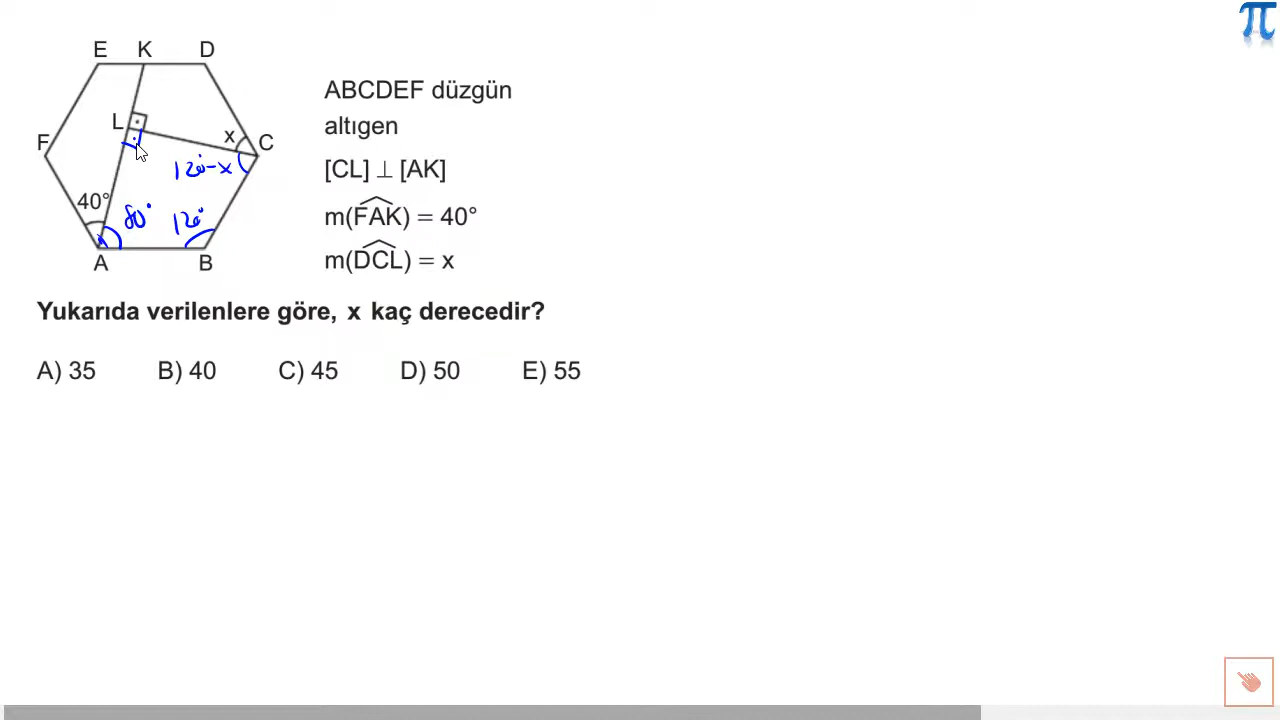 π
E K D
L
x
F C
120°-x
40°
80° 120°
A B
ABCDEF düzgün
altıgen
[CL] ⊥ [AK]
m(FAK) = 40°
m(DCL) = x
Yukarıda verilenlere göre, x kaç derecedir?
A) 35 B) 40 C) 45 D) 50 E) 55